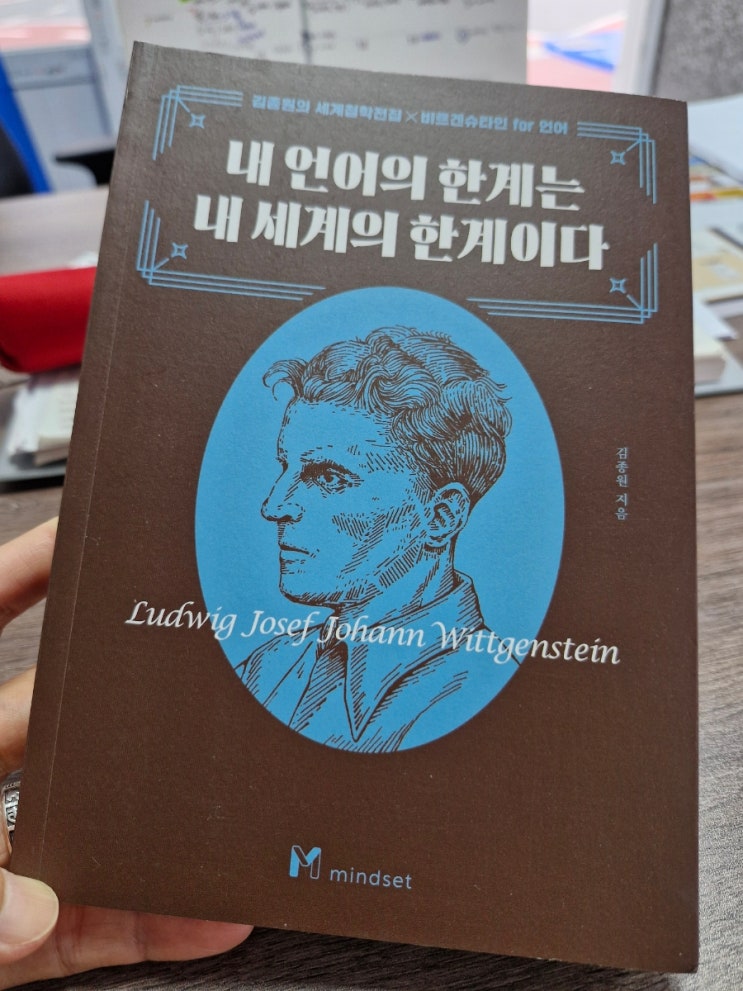 김종원의 세계철학전집 × 비트겐슈타인 for 언어
내 언어의 한계는
내 세계의 한계이다
김종원 지음
Ludwig Josef Johann Wittgenstein
M mindset